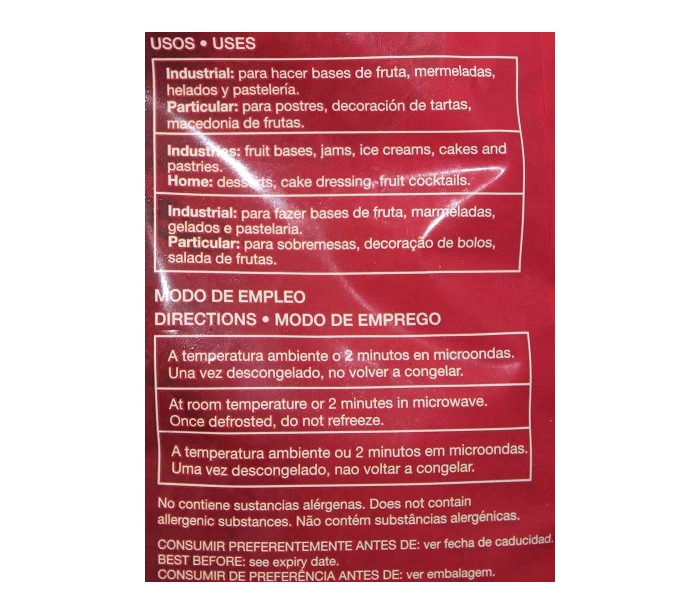 USOS • USES
Industrial: para hacer bases de fruta, mermeladas,
helados y pastelería.
Particular: para postres, decoración de tartas,
macedonia de frutas.
Industries: fruit bases, jams, ice creams, cakes and
pastries.
Home: desserts, cake dressing, fruit cocktails.
Industrial: para fazer bases de fruta, marmeladas,
gelados e pastelaria.
Particular: para sobremesas, decoração de bolos,
salada de frutas.
MODO DE EMPLEO
DIRECTIONS • MODO DE EMPREGO
A temperatura ambiente o 2 minutos en microondas.
Una vez descongelado, no volver a congelar.
At room temperature or 2 minutes in microwave.
Once defrosted, do not refreeze.
A temperatura ambiente ou 2 minutos em microondas.
Uma vez descongelado, nao voltar a congelar.
No contiene sustancias alérgenas. Does not contain
allergenic substances. Não contém substâncias alergénicas.
CONSUMIR PREFERENTEMENTE ANTES DE: ver fecha de caducidad.
BEST BEFORE: see expiry date.
CONSUMO DE PREFERÊNCIA ANTES DE: ver embalagem.